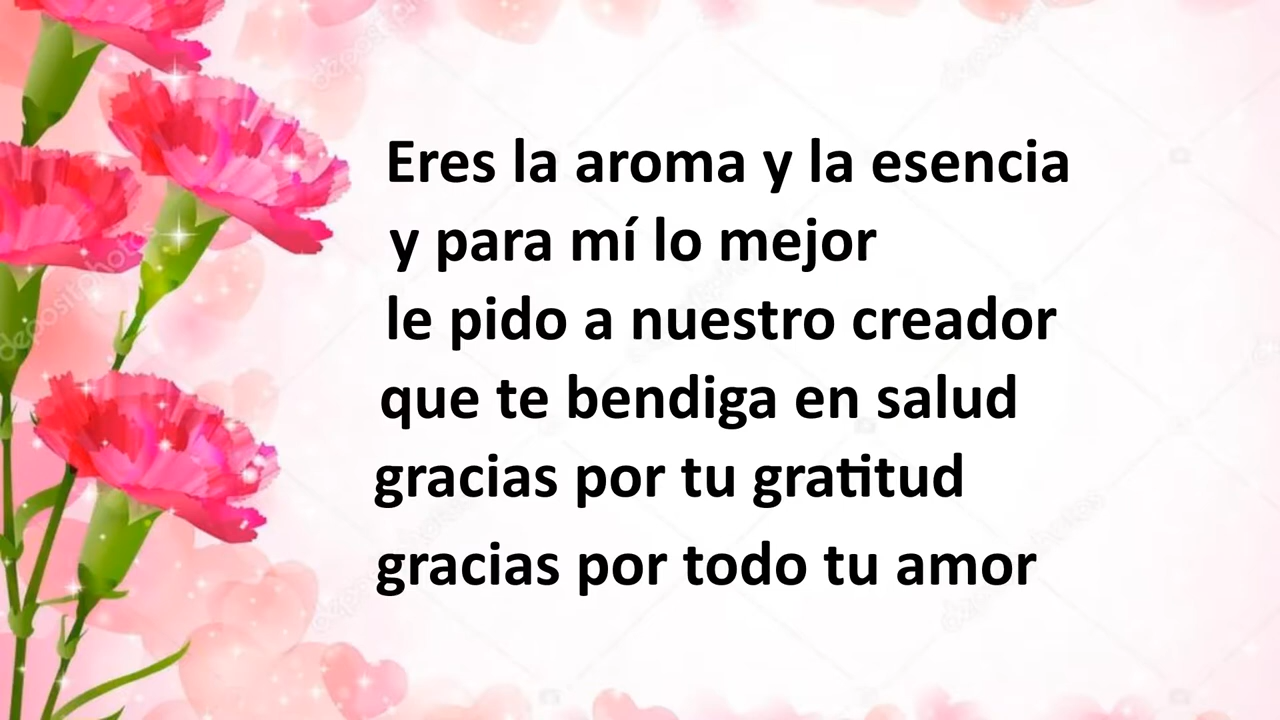 Eres la aroma y la esencia
y para mí lo mejor
le pido a nuestro creador
que te bendiga en salud
gracias por tu gratitud
gracias por todo tu amor